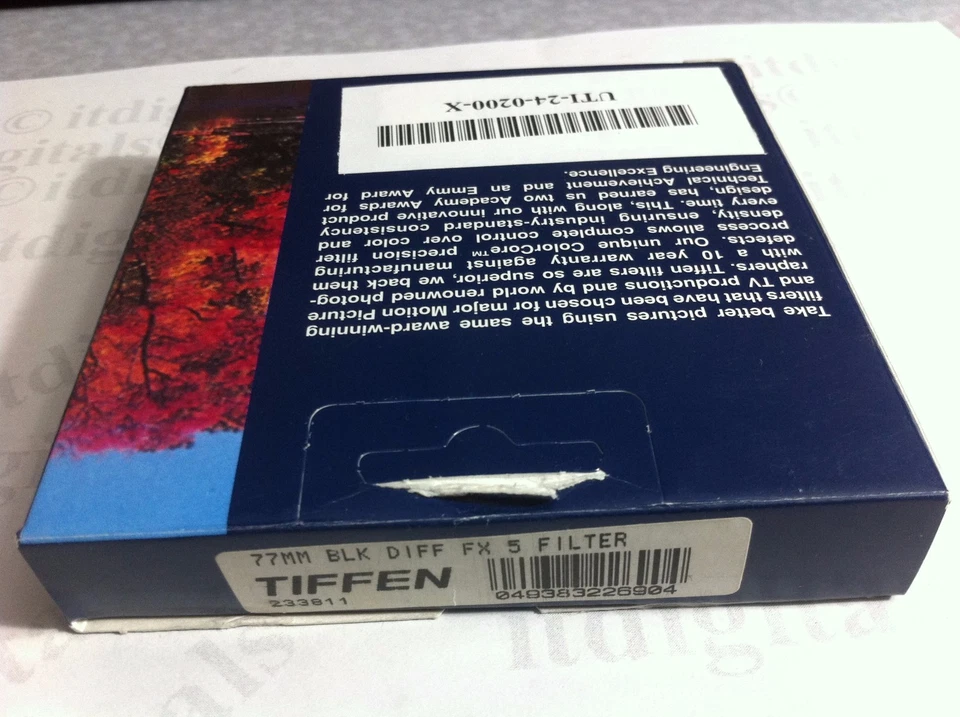 UTI-24-0200-X
Take better pictures using the same award-winning
filters that have been chosen for major Motion Picture
and TV productions and by world renowned photog-
raphers. Tiffen filters are so superior, we back them
with a 10 year warranty against manufacturing
defects. Our unique ColorCore™ precision filter
process allows complete control over color and
density, ensuring industry-standard consistency
every time. This, along, with our innovative product
design, has earned us two Academy Awards for
Technical Achievement and an Emmy Award for
Engineering Excellence.
77MM BLK DIFF FX 5 FILTER
TIFFEN
233811
049383226904
© itdigitals
itdigitals